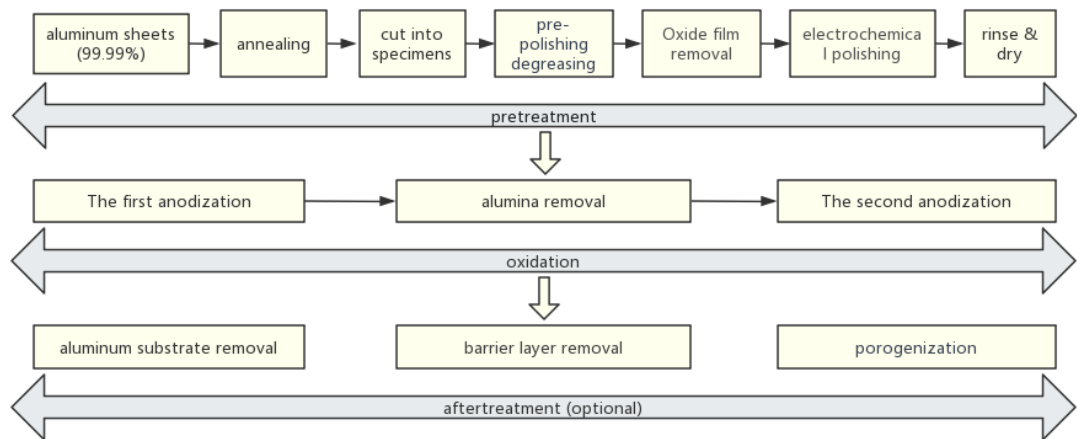 aluminum sheets
(99.99%)
annealing
cut into
specimens
pre-
polishing
degreasing
Oxide film
removal
electrochemica
l polishing
rinse &
dry
pretreatment
The first anodization
alumina removal
The second anodization
oxidation
aluminum substrate removal
barrier layer removal
porogenization
aftertreatment (optional)